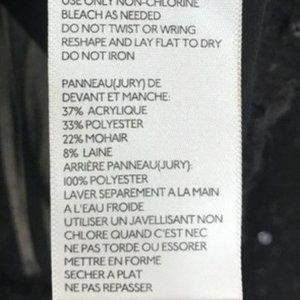 USE ONLY NON-CHLORINE
BLEACH AS NEEDED
DO NOT TWIST OR WRING
RESHAPE AND LAY FLAT TO DRY
DO NOT IRON
PANNEAU(JURY) DE
DEVANT ET MANCHE:
37% ACRYLIQUE
33% POLYESTER
22% MOHAIR
8% LAINE
ARRIÈRE PANNEAU(JURY):
100% POLYESTER
LAVER SEPAREMENT A LA MAIN
A L'EAU FROIDE
UTILISER UN JAVELLISANT NON
CHLORE QUAND C'EST NEC
NE PAS TORDE OU ESSORER
METTRE EN FORME
SECHER A PLAT
NE PAS REPASSER